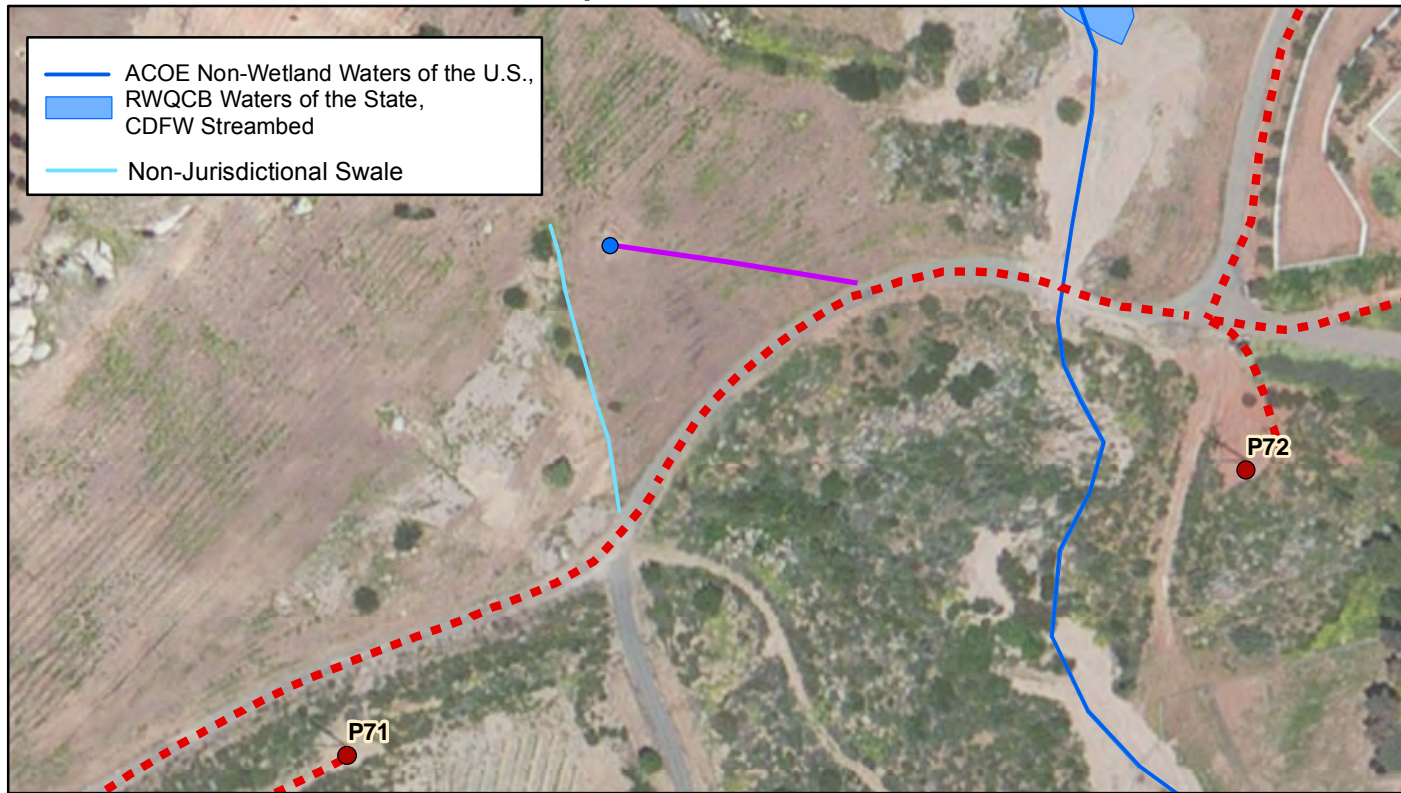 ACOE Non-Wetland Waters of the U.S.,
RWQCB Waters of the State,
CDFW Streambed
Non-Jurisdictional Swale
P72
P71